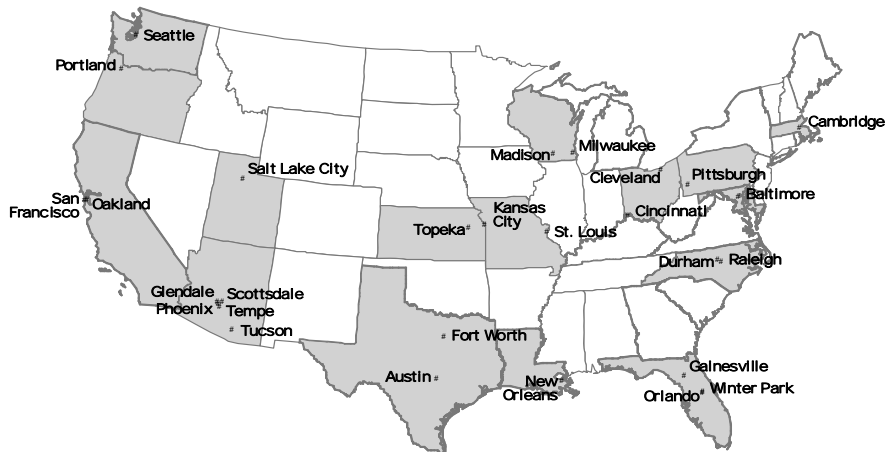 Seattle
Portland
Cambridge
Milwaukee
Madison
Salt Lake City
Cleveland
Pittsburgh
Baltimore
San
Francisco
Oakland
Kansas
City
Cincinnati
Topeka
St. Louis
Durham
Raleigh
Glendale
Scottsdale
Phoenix
Tempe
Tucson
Fort Worth
Gainesville
Austin
New
Orleans
Orlando
Winter Park